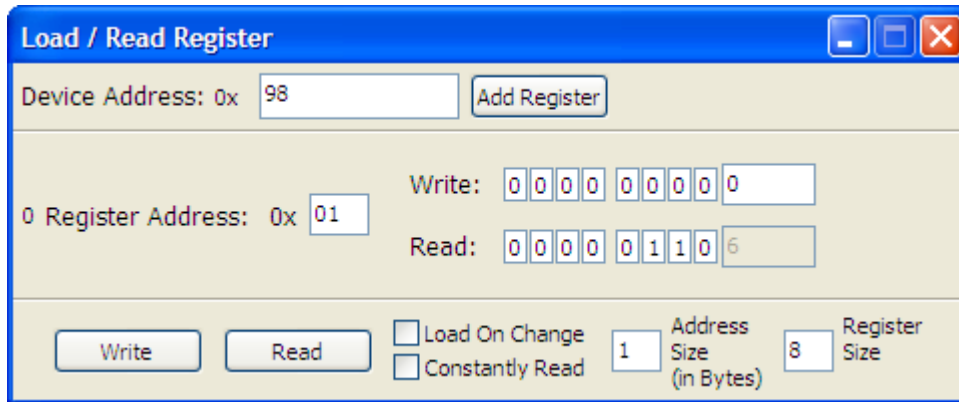 Load / Read Register
Device Address: 0x 98 Add Register
Write: 0 0 0 0 0 0 0 0 0
0 Register Address: 0x 01
Read: 0 0 0 0 0 1 1 0 6
Write Read
Load On Change
Constantly Read
1 Address
Size
(in Bytes)
8 Register
Size